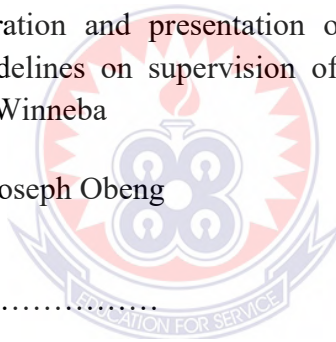 ration and presentation o
delines on supervision of
Winneba
oseph Obeng
................
EDUCATION FOR SERVICE